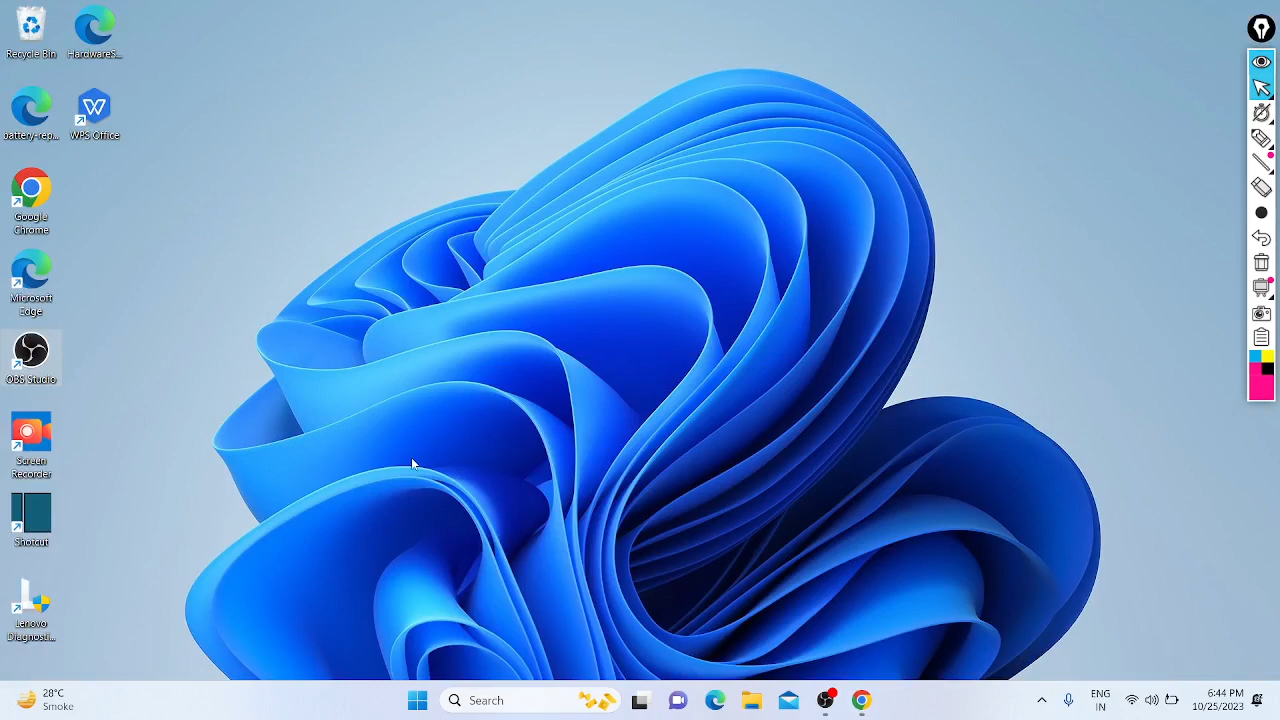 Recycle Bin
HardwareS...
battery-rep...
WPS Office
Google
Chrome
Microsoft
Edge
OBS Studio
Screen
Recorder
Shotcut
Lenovo
Diagnosti...
28°C
Smoke
Search
ENG
IN
6:44 PM
10/25/2023